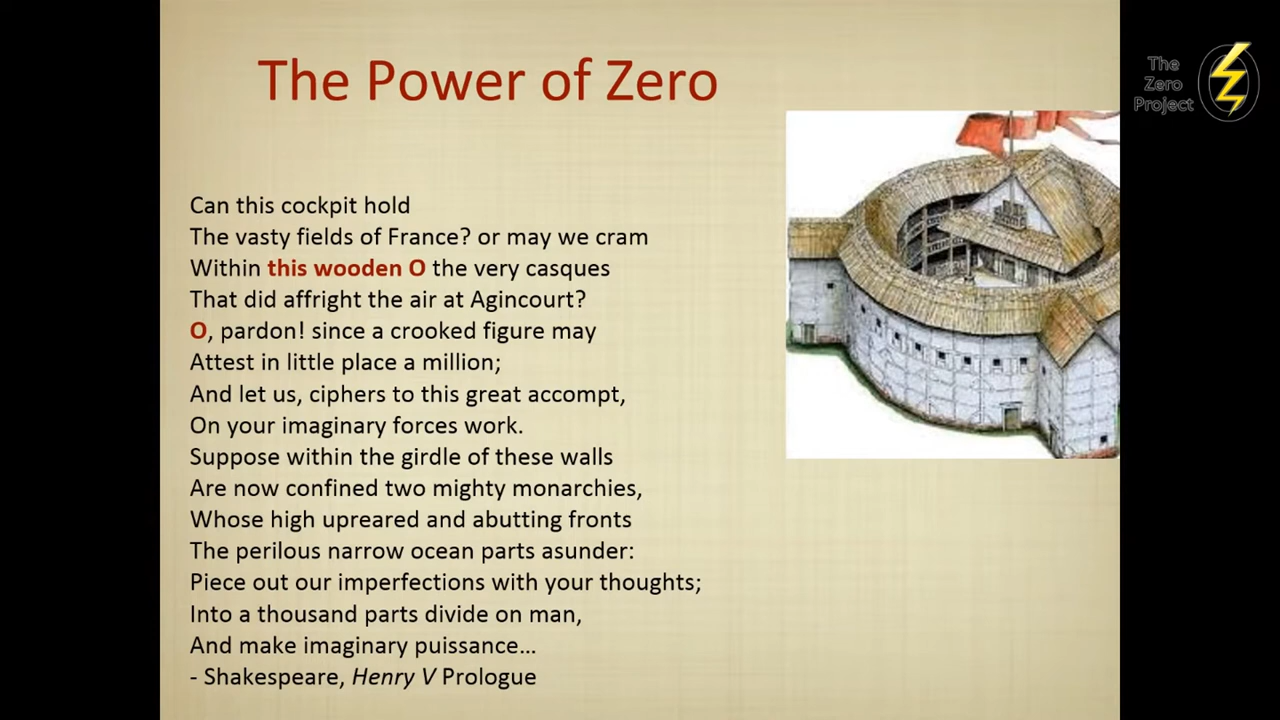 The Power of Zero
The
Zero
Project
Can this cockpit hold
The vasty fields of France? or may we cram
Within this wooden O the very casques
That did affright the air at Agincourt?
O, pardon! since a crooked figure may
Attest in little place a million;
And let us, ciphers to this great accompt,
On your imaginary forces work.
Suppose within the girdle of these walls
Are now confined two mighty monarchies,
Whose high upreared and abutting fronts
The perilous narrow ocean parts asunder:
Piece out our imperfections with your thoughts;
Into a thousand parts divide on man,
And make imaginary puissance...
- Shakespeare, Henry V Prologue